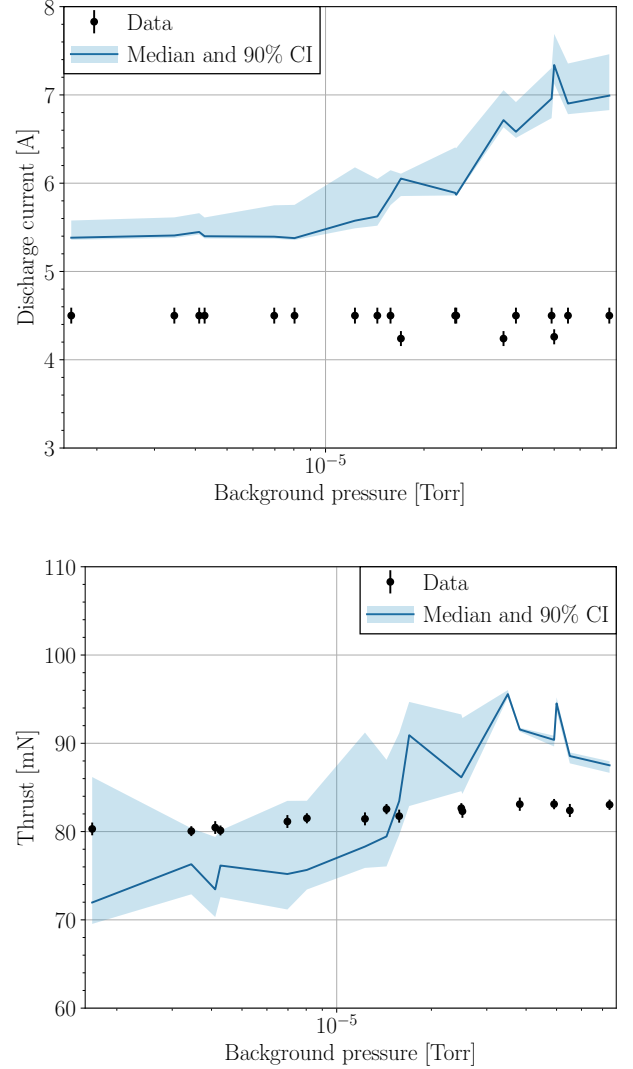 8
7
6
5
4
3
Discharge current [A]
Data
Median and 90% CI
10⁻⁵
Background pressure [Torr]
110
100
90
80
70
60
Thrust [mN]
Data
Median and 90% CI
10⁻⁵
Background pressure [Torr]